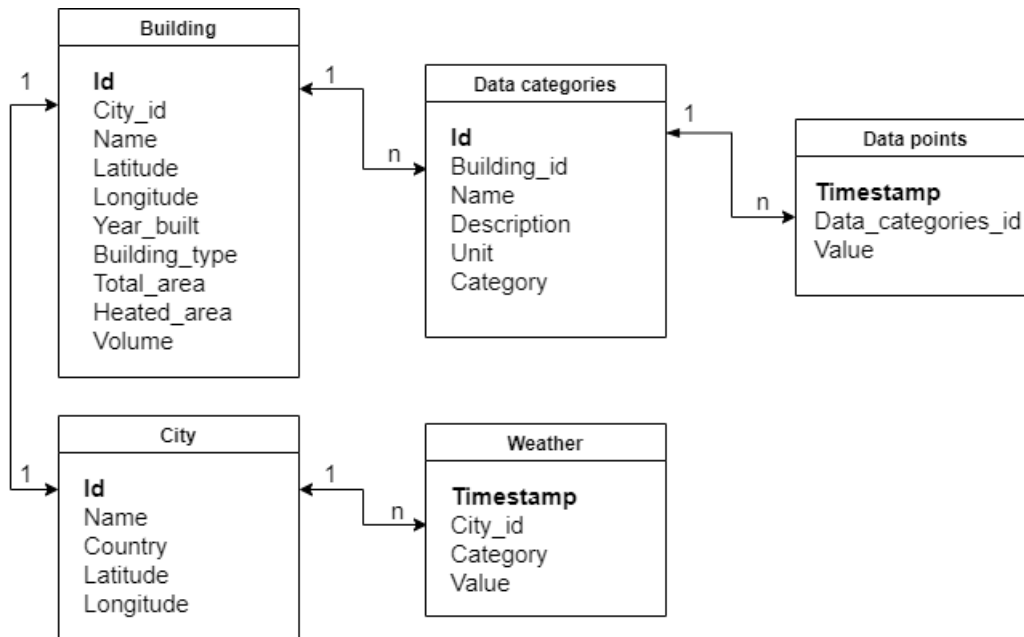 Building
1
Id
City_id
Name
Latitude
Longitude
Year_built
Building_type
Total_area
Heated_area
Volume
1
n
Data categories
Id
Building_id
Name
Description
Unit
Category
1
n
Data points
Timestamp
Data_categories_id
Value
City
1
Id
Name
Country
Latitude
Longitude
1
n
Weather
Timestamp
City_id
Category
Value